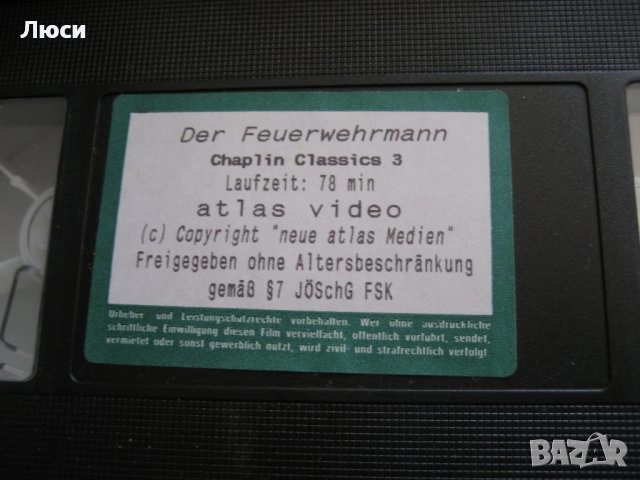 Люси
Der Feuerwehrmann
Chaplin Classics 3
Laufzeit: 78 min
atlas video
(c) Copyright "neue atlas Medien"
Freigegeben ohne Altersbeschränkung
gemäß §7 JÖSchG FSK
Urheber und Leistungsschutzrechte vorbehalten. Wer ohne ausdrückliche
schriftliche Einwilligung diesen Film vervielfacht, öffentlich vorführt, sendet,
vermietet oder sonst gewerblich nutzt, wird zivil- und strafrechtlich verfolgt
BAZAR